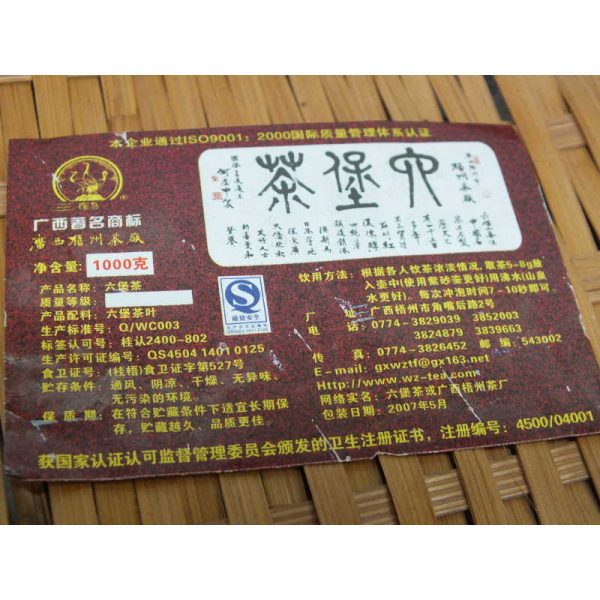 本企业通过ISO9001：2000国际质量管理体系认证
茶堡六
梧州茶厂
三鹤
广西著名商标
广西梧州茶厂
净含量：1000克
产品名称：六堡茶
质量等级：
产品配料：六堡茶叶
生产标准号：Q/WC003
标签认可号：桂认2400-802
生产许可证编号：QS4504 1401 0125
食卫证号：(桂梧)食卫证字第527号
贮存条件：通风、阴凉、干燥、无异味、
无污染的环境。
保质期：在符合贮藏条件下适宜长期保
存，贮藏越久、品质更佳。
QS
质量安全
饮用方法：根据各人饮茶浓淡情况，取茶5-8g放
入壶中(使用紫砂壶更好)用沸水(山泉
水更好)。每次冲泡时间7-10秒即可
厂址：广西梧州市角嘴后路2号
电话：0774-3829039 3852003
3824879 3839663
传真：0774-3826452 邮编：543002
E-mail：gxwztf@gx163.net
http://www.wz-tea.com
网络实名：六堡茶或广西梧州茶厂
包装日期：2007年5月
获国家认证认可监督管理委员会颁发的卫生注册证书，注册编号：4500/04001